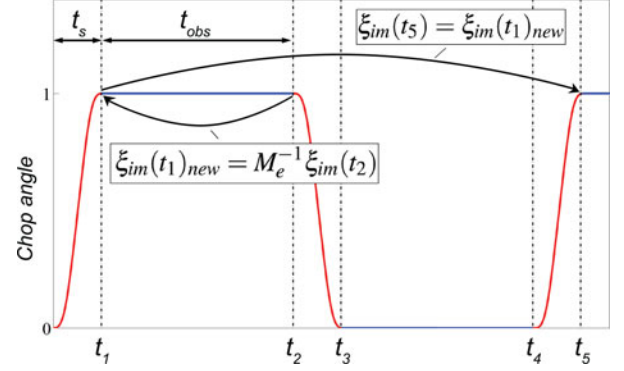 t_s
t_obs
ξ_im(t_5) = ξ_im(t_1)_new
1
ξ_im(t_1)_new = M_e^{-1} ξ_im(t_2)
Chop angle
0
t_1 t_2 t_3 t_4 t_5